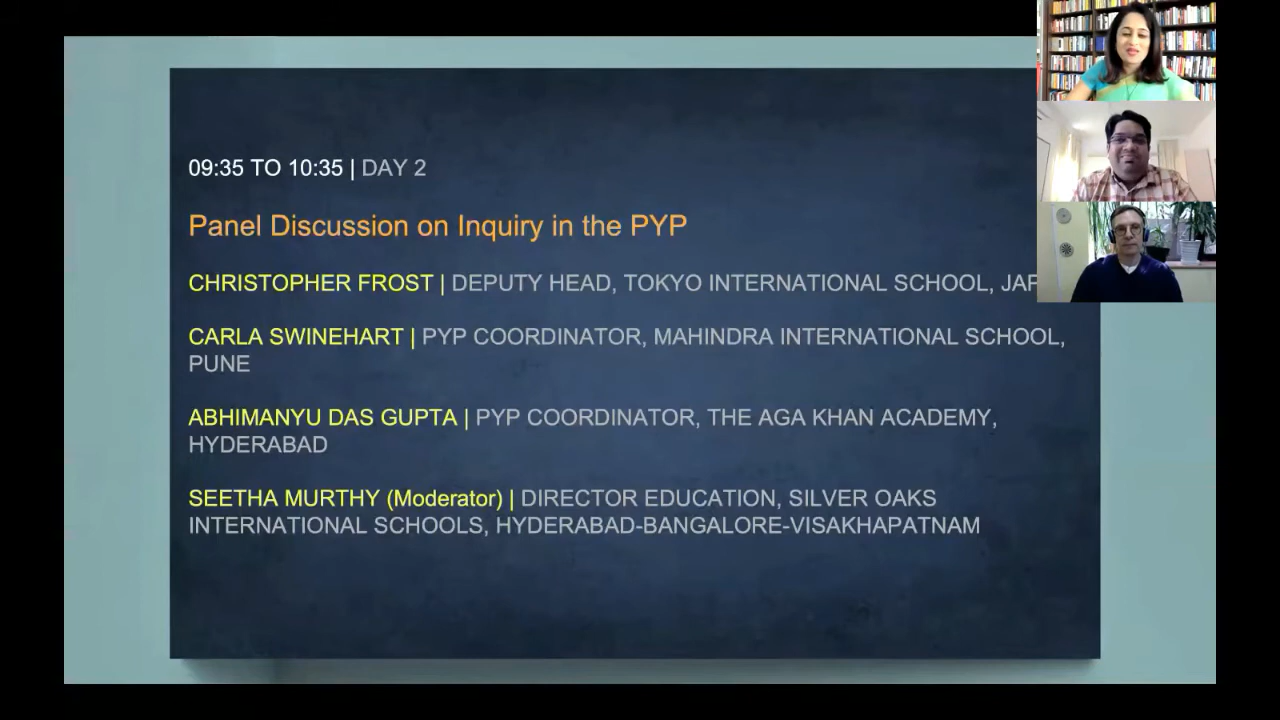 09:35 TO 10:35 | DAY 2
Panel Discussion on Inquiry in the PYP
CHRISTOPHER FROST | DEPUTY HEAD, TOKYO INTERNATIONAL SCHOOL,
CARLA SWINEHART | PYP COORDINATOR, MAHINDRA INTERNATIONAL SCHOOL,
PUNE
ABHIMANYU DAS GUPTA | PYP COORDINATOR, THE AGA KHAN ACADEMY,
HYDERABAD
SEETHA MURTHY (Moderator) | DIRECTOR EDUCATION, SILVER OAKS
INTERNATIONAL SCHOOLS, HYDERABAD-BANGALORE-VISAKHAPATNAM